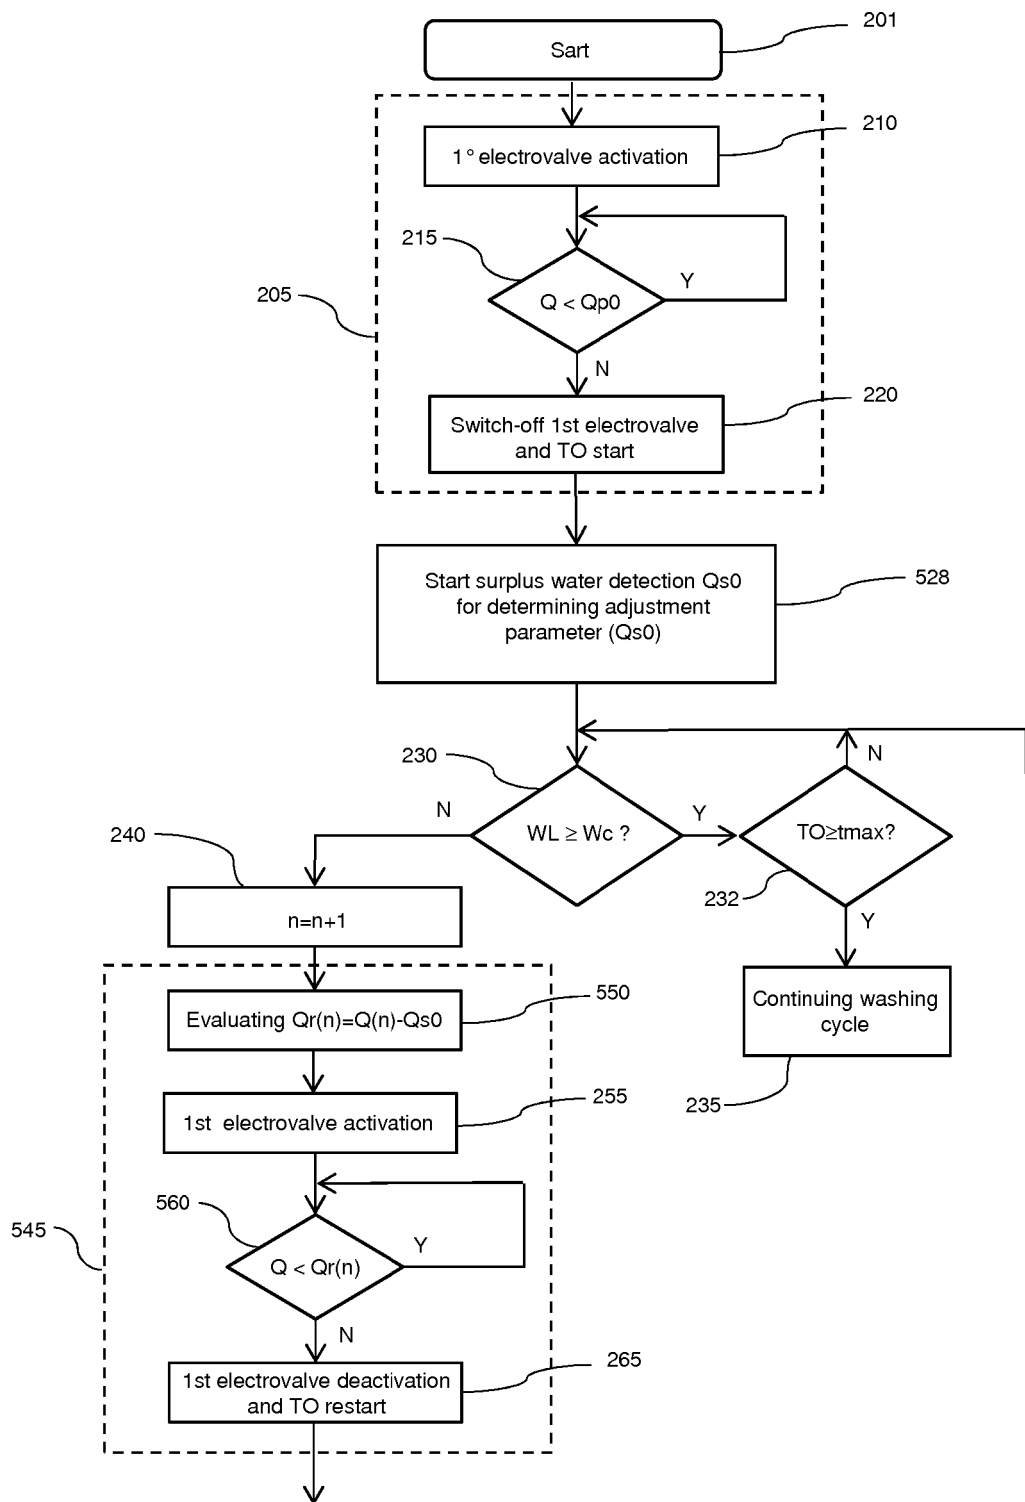 Sart
201
1° electrovalve activation
210
215
Q < Qp0
Y
205
N
Switch-off 1st electrovalve
and TO start
220
Start surplus water detection Qs0
for determining adjustment
parameter (Qs0)
528
230
N
WL ≥ Wc ?
Y
TO≥tmax?
N
232
Y
240
n=n+1
Continuing washing
cycle
235
Evaluating Qr(n)=Q(n)-Qs0
550
1st electrovalve activation
255
560
Q < Qr(n)
Y
545
N
1st electrovalve deactivation
and TO restart
265